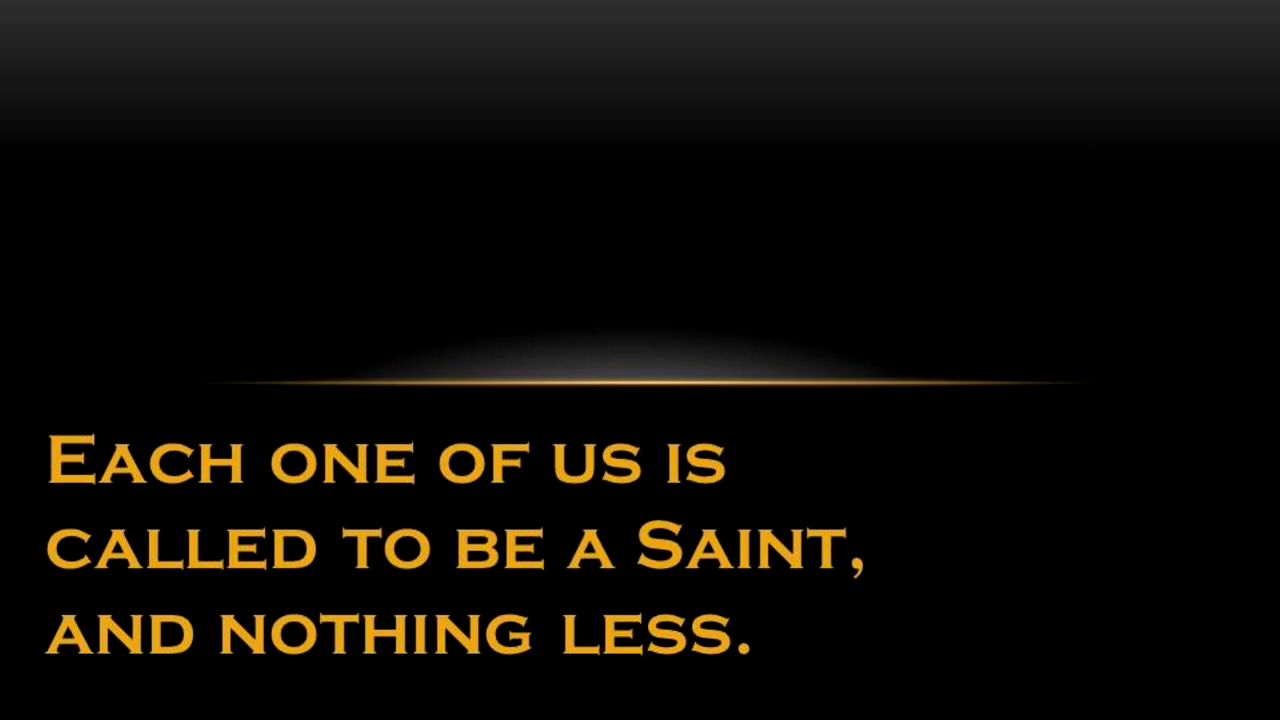 Each one of us is
called to be a Saint,
and nothing less.